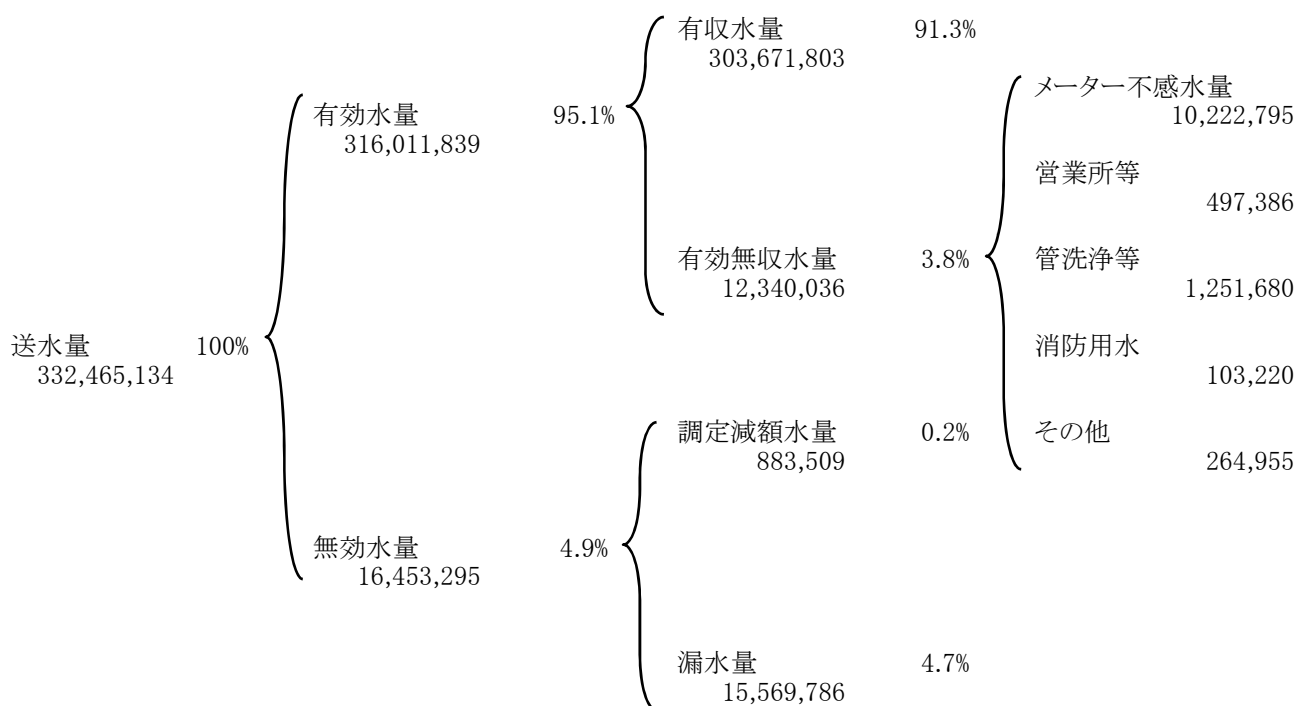 有収水量 91.3%
303,671,803
メーター不感水量
10,222,795
有効水量 95.1%
316,011,839
営業所等
497,386
有効無収水量 3.8%
12,340,036
管洗浄等
1,251,680
送水量 100%
332,465,134
消防用水
103,220
調定減額水量 0.2%
883,509
その他
264,955
無効水量 4.9%
16,453,295
漏水量 4.7%
15,569,786